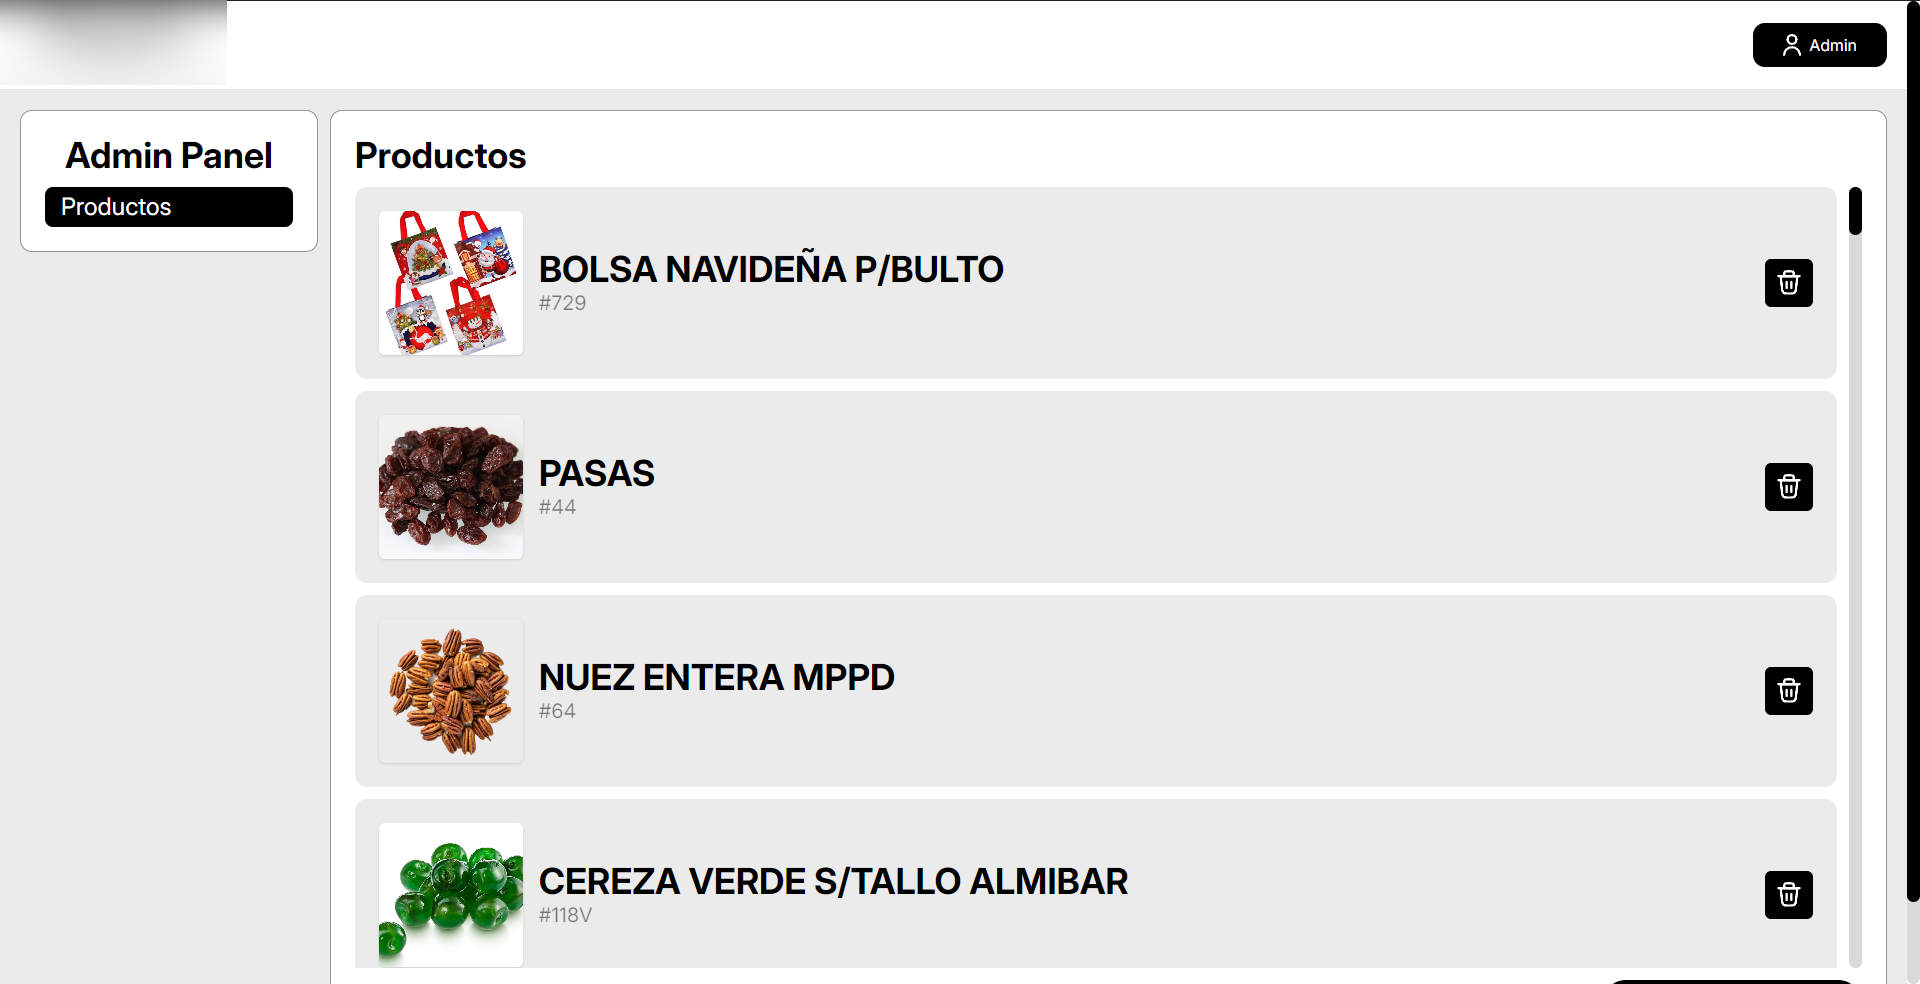 Admin
Admin Panel
Productos
Productos
BOLSA NAVIDEÑA P/BULTO
#729
PASAS
#44
NUEZ ENTERA MPPD
#64
CEREZA VERDE S/TALLO ALMIBAR
#118V